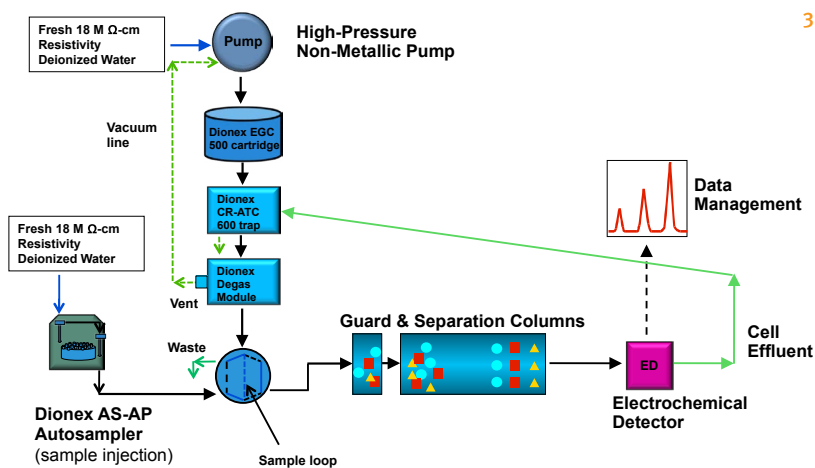 3
Fresh 18 M Ω-cm
Resistivity
Deionized Water
Pump
High-Pressure
Non-Metallic Pump
Vacuum
line
Dionex EGC
500 cartridge
Dionex
CR-ATC
600 trap
Data
Management
Fresh 18 M Ω-cm
Resistivity
Deionized Water
Dionex
Degas
Module
Vent
Guard & Separation Columns
Waste
Cell
Effluent
ED
Electrochemical
Detector
Dionex AS-AP
Autosampler
(sample injection)
Sample loop